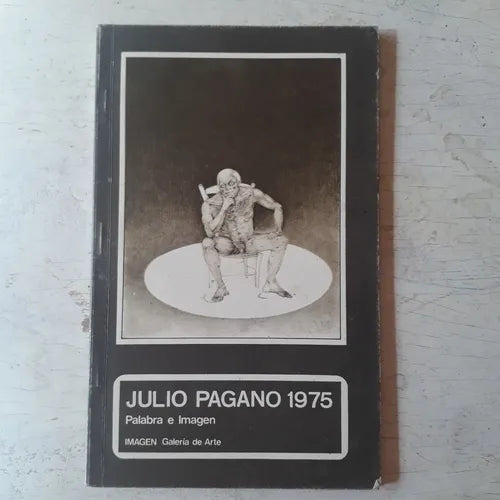 JULIO PAGANO 1975
Palabra e Imagen
IMAGEN Galería de Arte